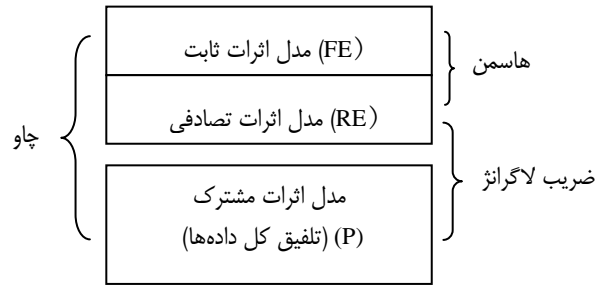 مدل اثرات ثابت (FE)
هاسمن
مدل اثرات تصادفی (RE)
چاو
ضریب لاگرانژ
مدل اثرات مشترک
(P) (تلفیق کل داده‌ها)